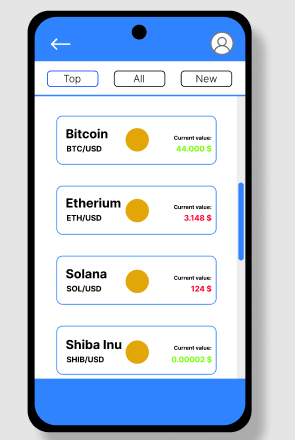 Top
All
New
Bitcoin
BTC/USD
Current value:
44.000 $
Etherium
ETH/USD
Current value:
3.148 $
Solana
SOL/USD
Current value:
124 $
Shiba Inu
SHIB/USD
Current value:
0.00002 $